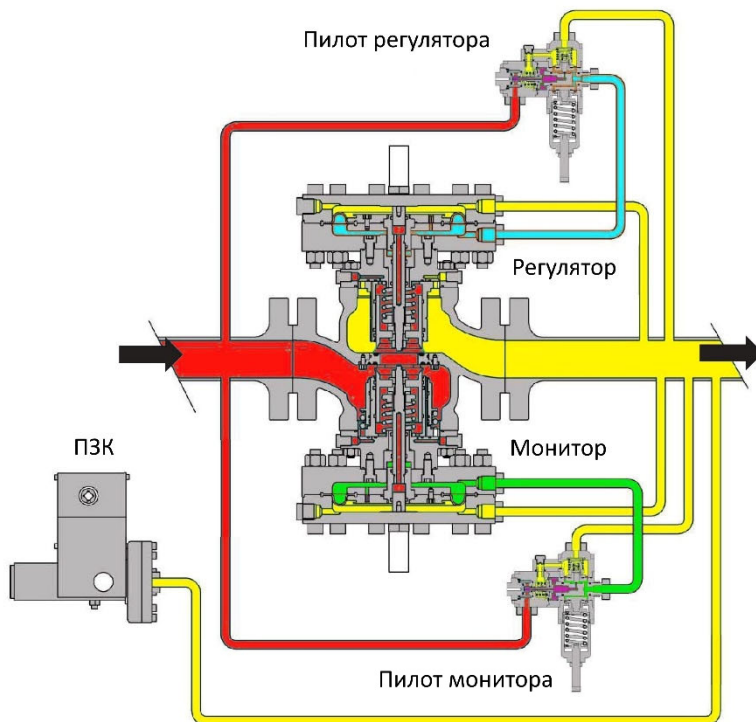 Пилот регулятора
Регулятор
ПЗК
Монитор
Пилот монитора